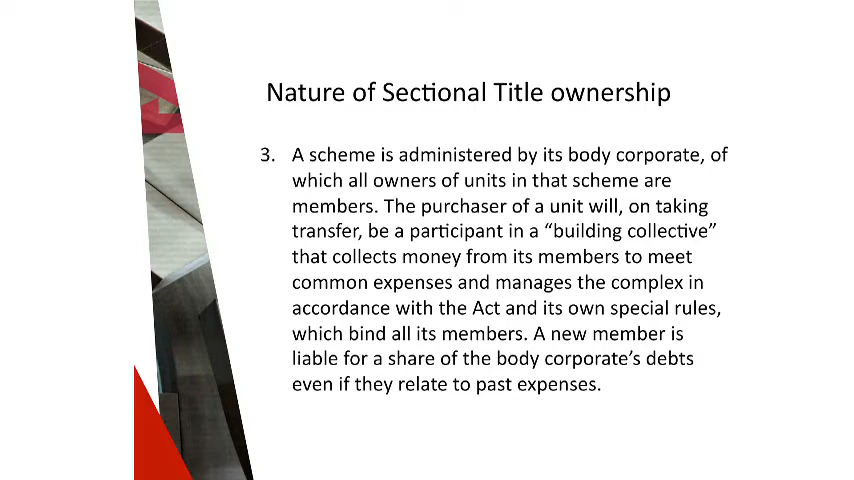 Nature of Sectional Title ownership
3. A scheme is administered by its body corporate, of
which all owners of units in that scheme are
members. The purchaser of a unit will, on taking
transfer, be a participant in a “building collective”
that collects money from its members to meet
common expenses and manages the complex in
accordance with the Act and its own special rules,
which bind all its members. A new member is
liable for a share of the body corporate’s debts
even if they relate to past expenses.